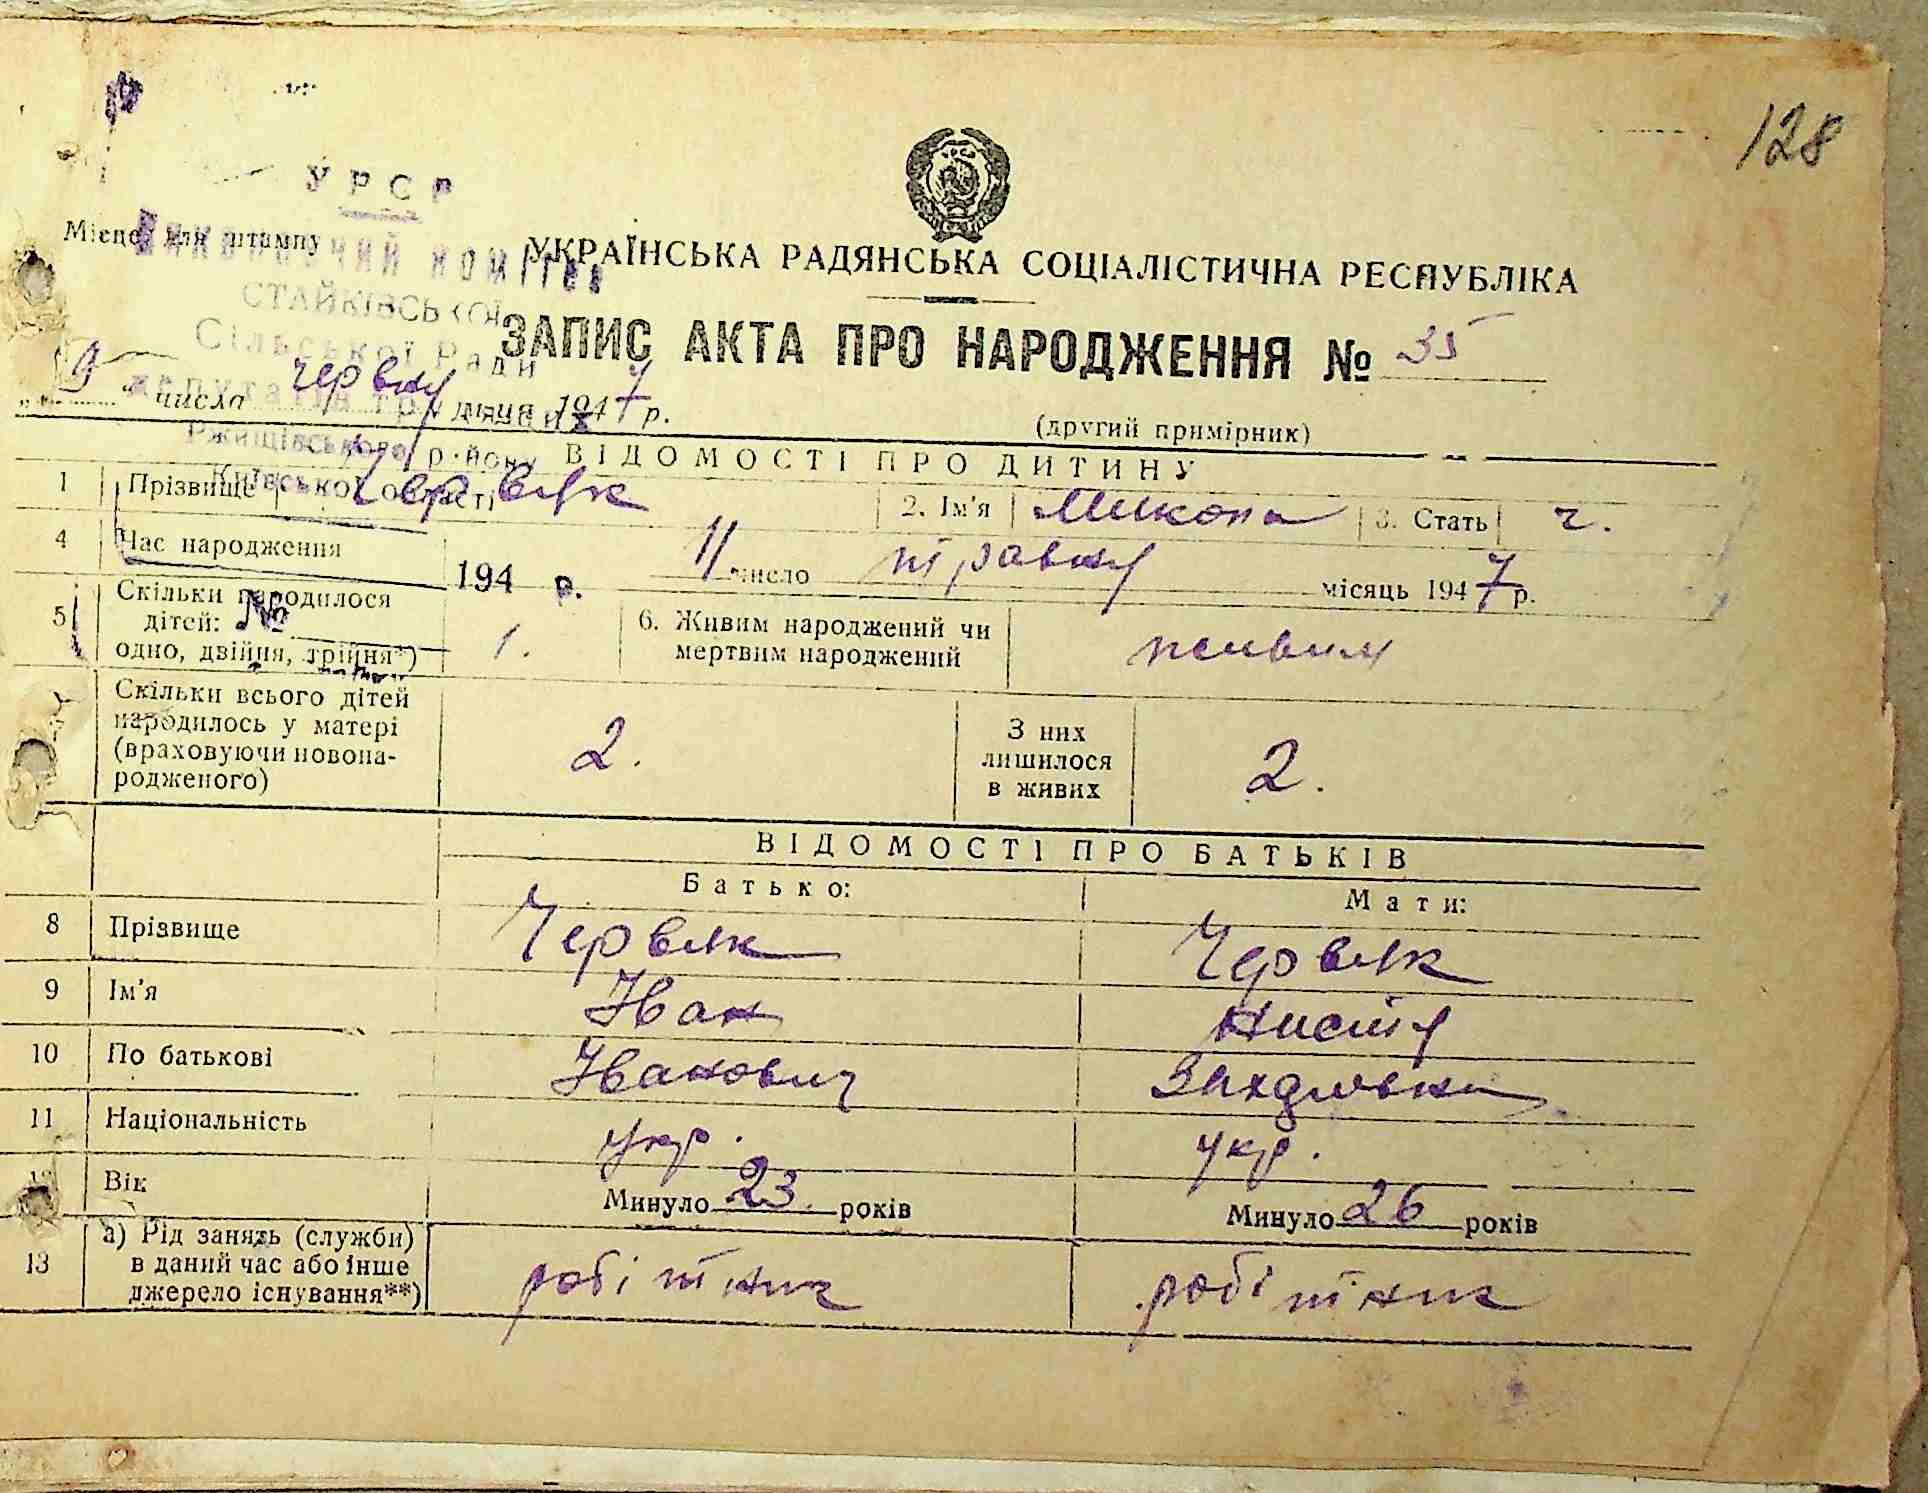 128
УРСР
Виконавчий комітет
СТАЙКІВСЬКОЇ
Сільської Ради
депутатів трудящих
Ржищівського району
Київської області
Місце для штампу
УКРАЇНСЬКА РАДЯНСЬКА СОЦІАЛІСТИЧНА РЕСПУБЛІКА
ЗАПИС АКТА ПРО НАРОДЖЕННЯ № 35
9 числа червня місяця 1947 р.
(другий примірник)
ВІДОМОСТІ ПРО ДИТИНУ
1 Прізвище Червяк 2. Ім'я Микола 3. Стать ч.
4 Час народження 194 р. 11 число травня місяць 1947 р.
5 Скільки народилося
дітей: №
одно, двійня, трійня*) 1. 6. Живим народжений чи
мертвим народжений живим
Скільки всього дітей
народилось у матері
(враховуючи новона-
родженого) 2. З них
лишилося
в живих 2.
ВІДОМОСТІ ПРО БАТЬКІВ
Батько: Мати:
8 Прізвище Червяк Червяк
9 Ім'я Іван
10 По батькові Іванович
11 Національність укр. укр.
12 Вік Минуло 23 років Минуло 26 років
13 а) Рід занять (служби)
в даний час або інше
джерело існування**) робітник робітник